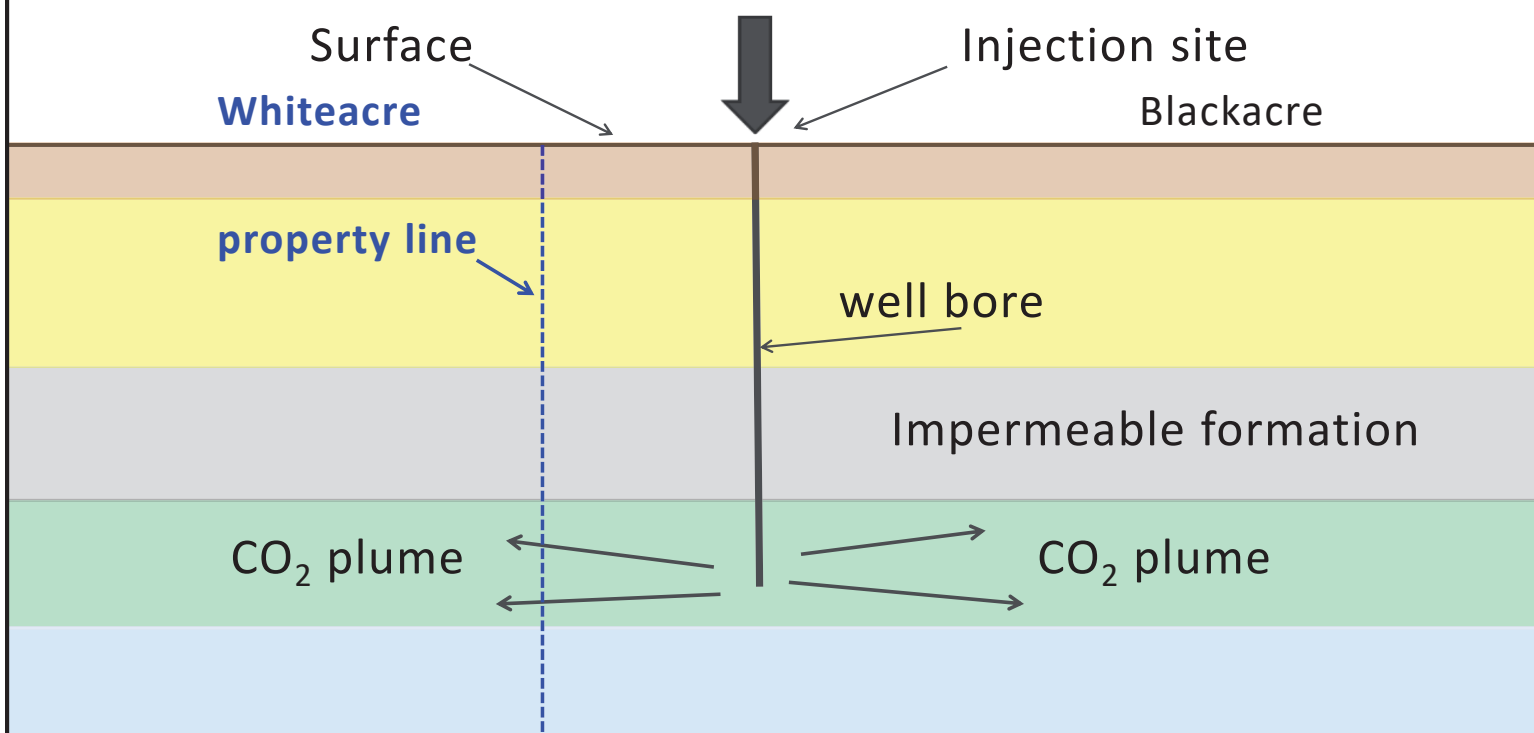 Surface
Injection site
Whiteacre
Blackacre
property line
well bore
Impermeable formation
CO₂ plume
CO₂ plume